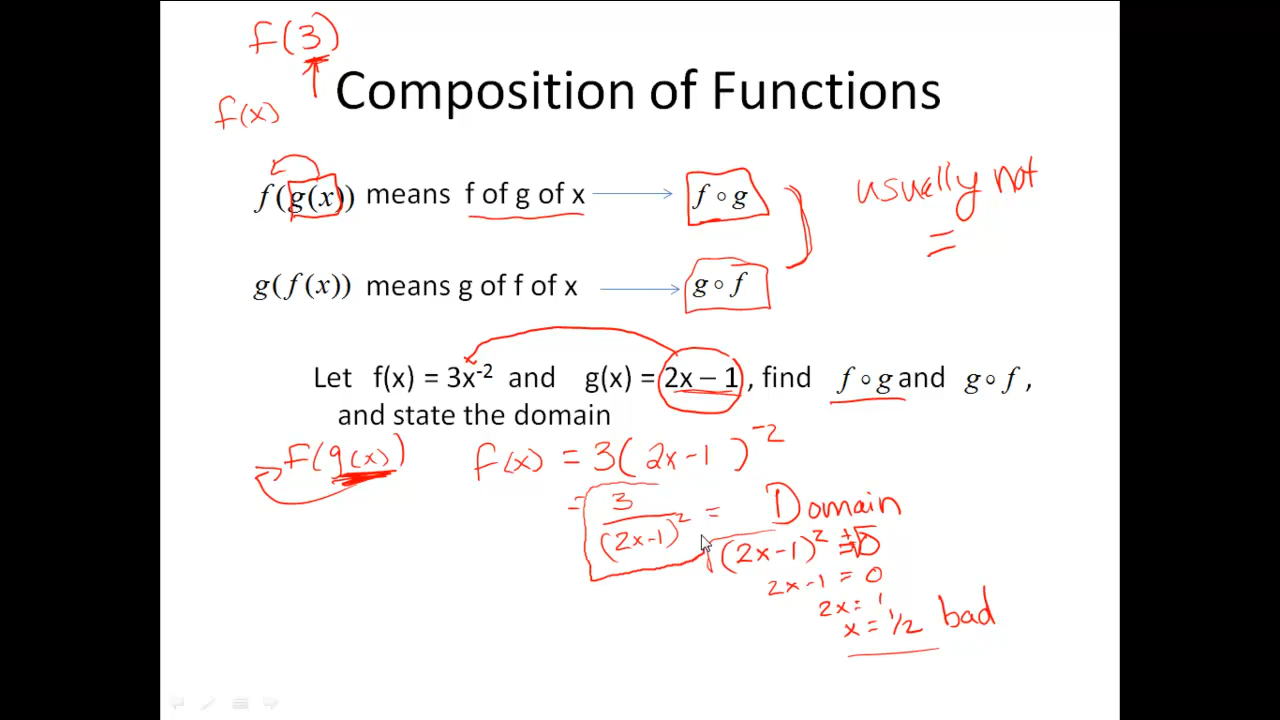 f(3)
Composition of Functions
f(x)
f(g(x)) means f of g of x f ∘ g
usually not
=
g(f(x)) means g of f of x g ∘ f
Let f(x) = 3x⁻² and g(x) = 2x – 1 , find f ∘ g and g ∘ f ,
and state the domain
f(g(x)) f(x) = 3(2x-1)⁻²
= 3/(2x-1)² = Domain
√(2x-1)² = ±√0
2x-1 = 0
2x = 1
x = 1/2 bad